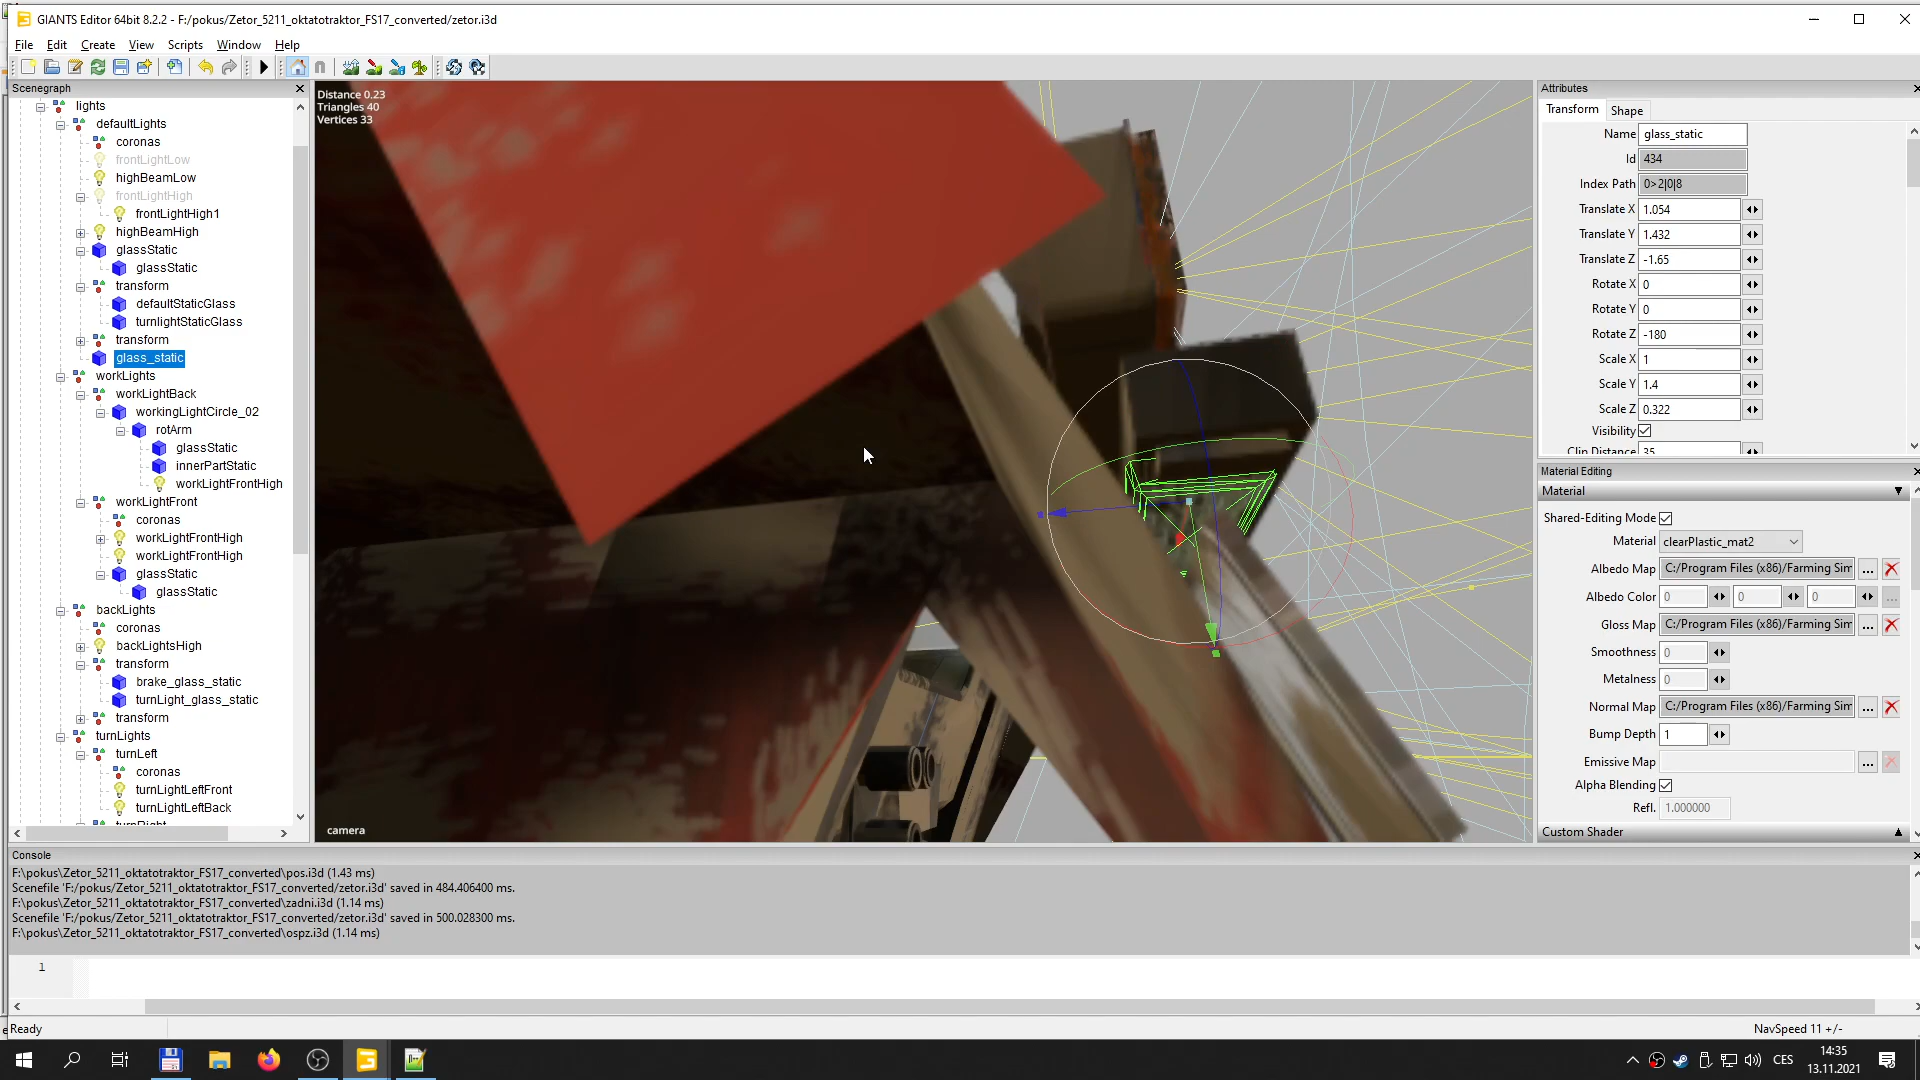 GIANTS Editor 64bit 8.2.2 - F:/pokus/Zetor_5211_oktatotraktor_FS17_converted/zetor.i3d
File Edit Create View Scripts Window Help
Scenegraph
lights
defaultLights
coronas
frontLightLow
highBeamLow
frontLightHigh
frontLightHigh1
highBeamHigh
glassStatic
glassStatic
transform
defaultStaticGlass
turnlightStaticGlass
transform
glass_static
workLights
workLightBack
workingLightCircle_02
rotArm
glassStatic
innerPartStatic
workLightFrontHigh
workLightFront
coronas
workLightFrontHigh
workLightFrontHigh
glassStatic
glassStatic
backLights
coronas
backLightsHigh
transform
brake_glass_static
turnLight_glass_static
transform
turnLights
turnLeft
coronas
turnLightLeftFront
turnLightLeftBack
turnRight
Distance 0.23
Triangles 40
Vertices 33
camera
Attributes
Transform Shape
Name glass_static
Id 434
Index Path 0>2|0|8
Translate X 1.054
Translate Y 1.432
Translate Z -1.65
Rotate X 0
Rotate Y 0
Rotate Z -180
Scale X 1
Scale Y 1.4
Scale Z 0.322
Visibility
Clip Distance 35
Material Editing
Material
Shared-Editing Mode
Material clearPlastic_mat2
Albedo Map C:/Program Files (x86)/Farming Sim ...
Albedo Color 0 0 0 ...
Gloss Map C:/Program Files (x86)/Farming Sim ...
Smoothness 0
Metalness 0
Normal Map C:/Program Files (x86)/Farming Sim ...
Bump Depth 1
Emissive Map ...
Alpha Blending
Refl. 1.000000
Custom Shader
Console
F:\pokus\Zetor_5211_oktatotraktor_FS17_converted\pos.i3d (1.43 ms)
Scenefile 'F:/pokus/Zetor_5211_oktatotraktor_FS17_converted/zetor.i3d' saved in 484.406400 ms.
F:\pokus\Zetor_5211_oktatotraktor_FS17_converted\zadni.i3d (1.14 ms)
Scenefile 'F:/pokus/Zetor_5211_oktatotraktor_FS17_converted/zetor.i3d' saved in 500.028300 ms.
F:\pokus\Zetor_5211_oktatotraktor_FS17_converted\ospz.i3d (1.14 ms)
1
Ready
NavSpeed 11 +/-
CES
14:35
13.11.2021